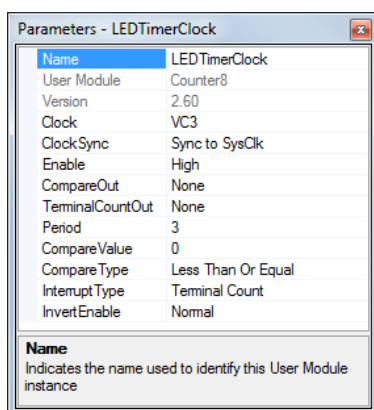 Parameters - LEDTimerClock
Name LEDTimerClock
User Module Counter8
Version 2.60
Clock VC3
ClockSync Sync to SysClk
Enable High
CompareOut None
TerminalCountOut None
Period 3
CompareValue 0
CompareType Less Than Or Equal
InterruptType Terminal Count
InvertEnable Normal
Name
Indicates the name used to identify this User Module
instance